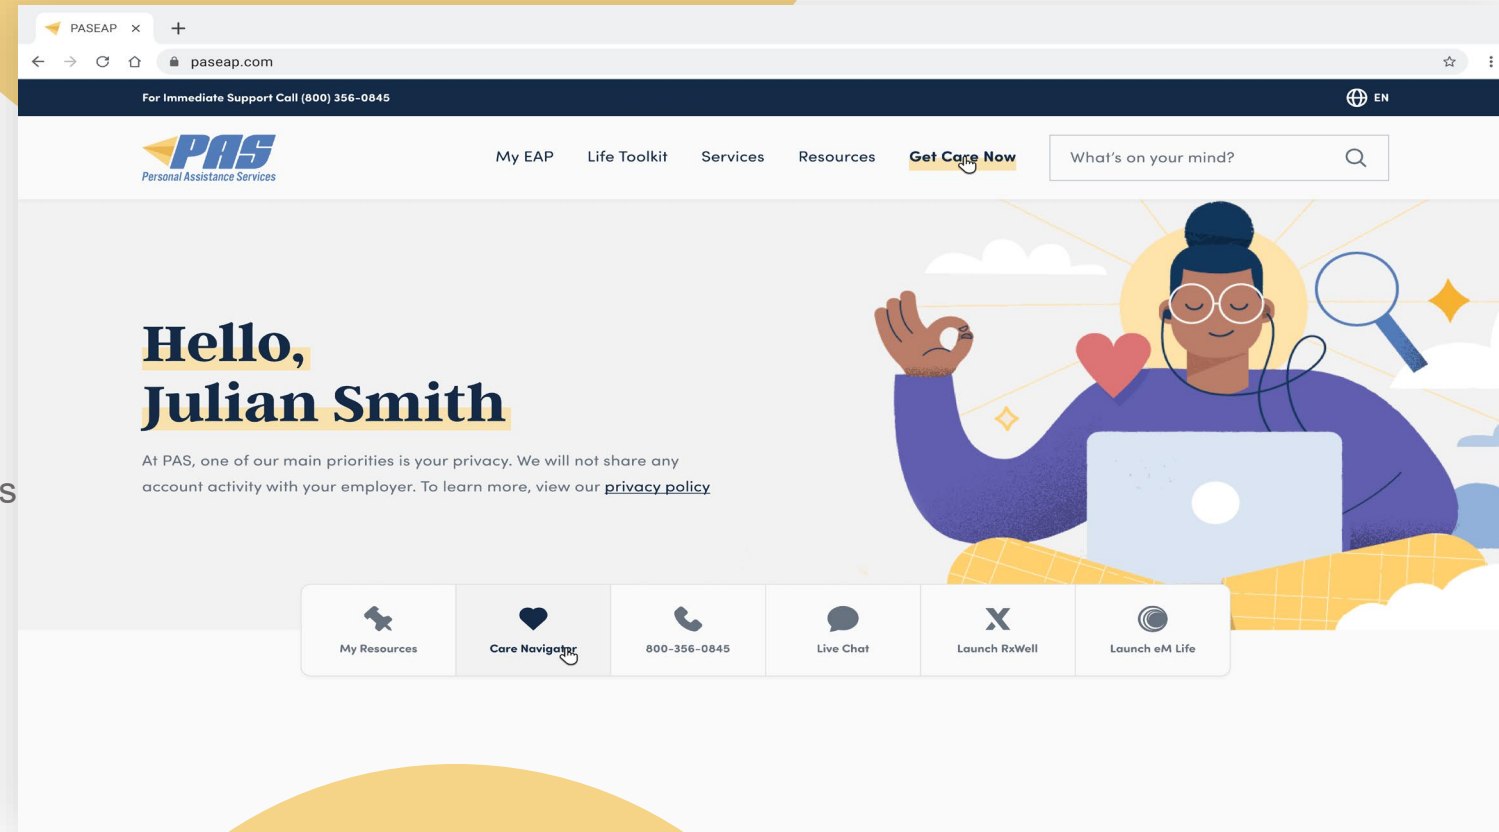 PASEAP
paseap.com
For Immediate Support Call (800) 356-0845
EN
PAS
Personal Assistance Services
My EAP
Life Toolkit
Services
Resources
Get Care Now
What's on your mind?
Hello,
Julian Smith
At PAS, one of our main priorities is your privacy. We will not share any
account activity with your employer. To learn more, view our privacy policy
s
My Resources
Care Navigator
800-356-0845
Live Chat
Launch RxWell
Launch eM Life